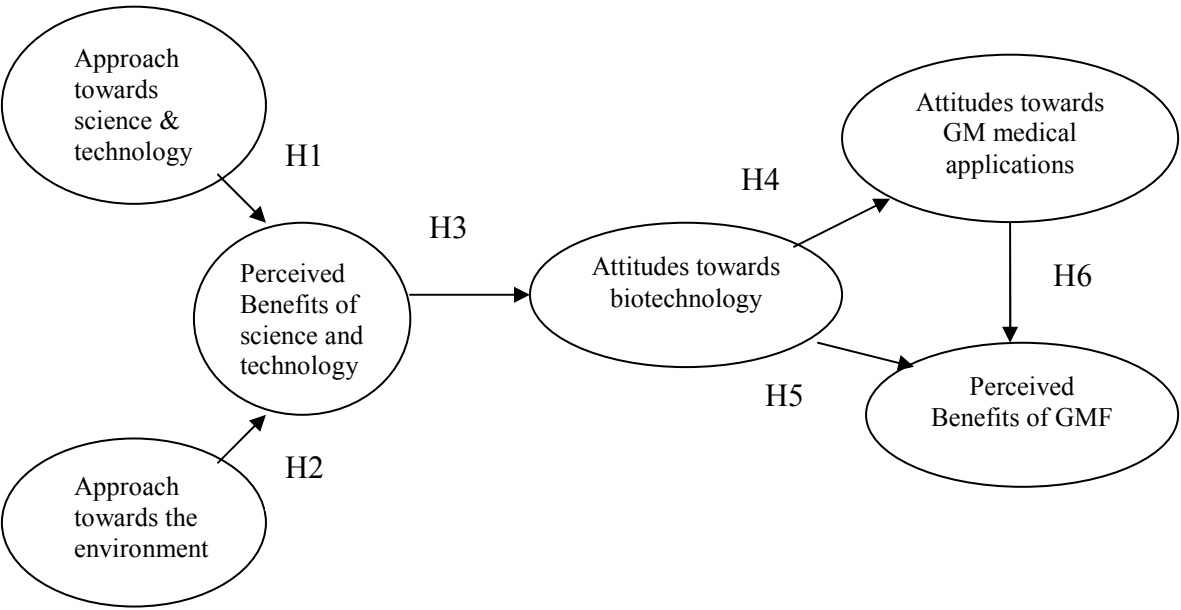 Approach
towards
science &
technology
H1
Perceived
Benefits of
science and
technology
H2
Approach
towards the
environment
H3
Attitudes towards
biotechnology
H4
Attitudes towards
GM medical
applications
H5
H6
Perceived
Benefits of GMF